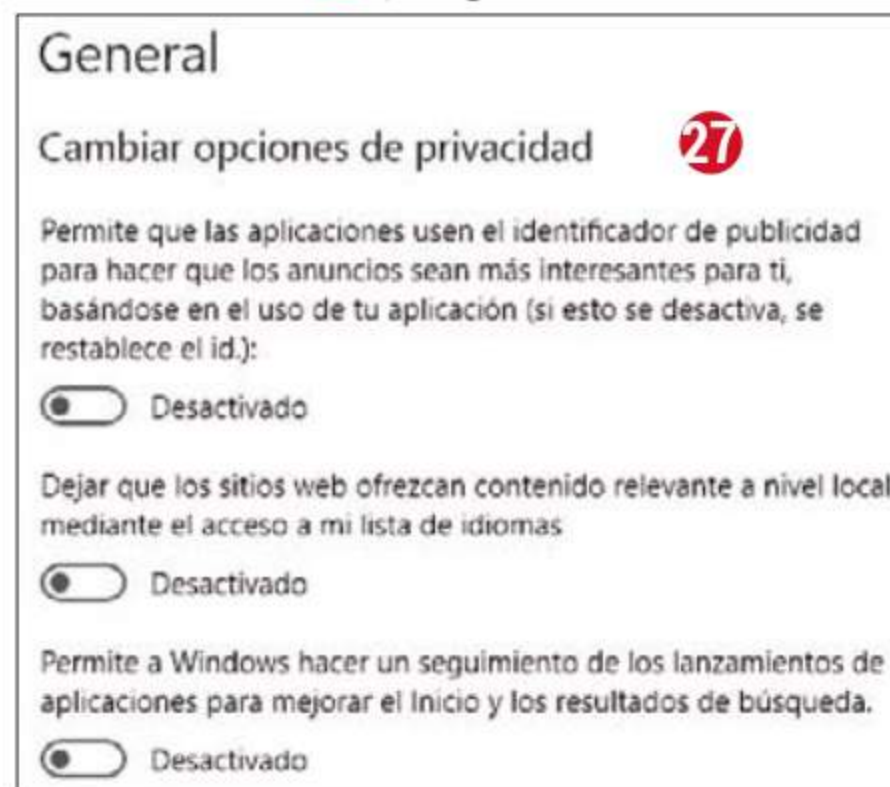 General
Cambiar opciones de privacidad 27
Permite que las aplicaciones usen el identificador de publicidad
para hacer que los anuncios sean más interesantes para ti,
basándose en el uso de tu aplicación (si esto se desactiva, se
restablece el id.):
Desactivado
Dejar que los sitios web ofrezcan contenido relevante a nivel local
mediante el acceso a mi lista de idiomas
Desactivado
Permite a Windows hacer un seguimiento de los lanzamientos de
aplicaciones para mejorar el Inicio y los resultados de búsqueda.
Desactivado